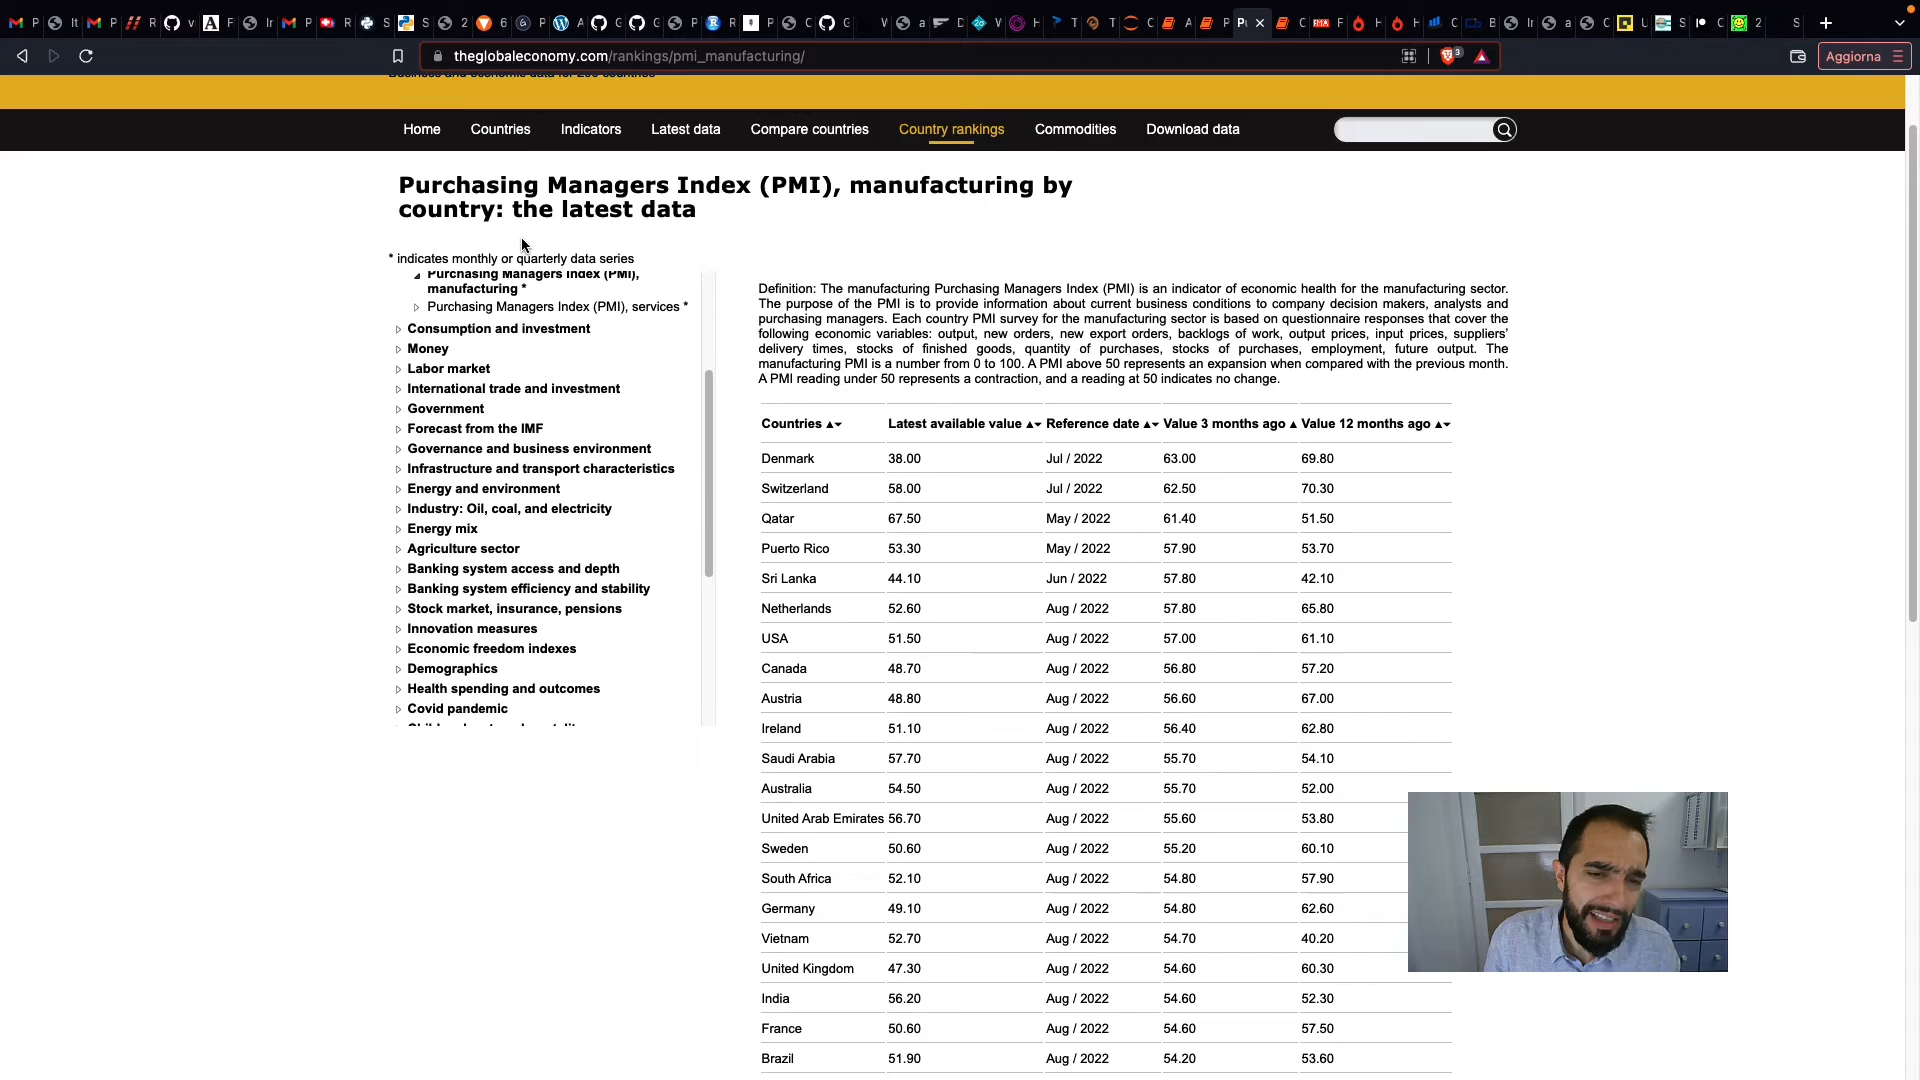 theglobaleconomy.com/rankings/pmi_manufacturing/
3
Aggiorna
Business and economic data for 200 countries
Home Countries Indicators Latest data Compare countries Country rankings Commodities Download data
Purchasing Managers Index (PMI), manufacturing by
country: the latest data
* indicates monthly or quarterly data series
Purchasing Managers Index (PMI),
manufacturing *
Purchasing Managers Index (PMI), services *
Consumption and investment
Money
Labor market
International trade and investment
Government
Forecast from the IMF
Governance and business environment
Infrastructure and transport characteristics
Energy and environment
Industry: Oil, coal, and electricity
Energy mix
Agriculture sector
Banking system access and depth
Banking system efficiency and stability
Stock market, insurance, pensions
Innovation measures
Economic freedom indexes
Demographics
Health spending and outcomes
Covid pandemic
Definition: The manufacturing Purchasing Managers Index (PMI) is an indicator of economic health for the manufacturing sector.
The purpose of the PMI is to provide information about current business conditions to company decision makers, analysts and
purchasing managers. Each country PMI survey for the manufacturing sector is based on questionnaire responses that cover the
following economic variables: output, new orders, new export orders, backlogs of work, output prices, input prices, suppliers’
delivery times, stocks of finished goods, quantity of purchases, stocks of purchases, employment, future output. The
manufacturing PMI is a number from 0 to 100. A PMI above 50 represents an expansion when compared with the previous month.
A PMI reading under 50 represents a contraction, and a reading at 50 indicates no change.
Countries Latest available value Reference date Value 3 months ago Value 12 months ago
Denmark 38.00 Jul / 2022 63.00 69.80
Switzerland 58.00 Jul / 2022 62.50 70.30
Qatar 67.50 May / 2022 61.40 51.50
Puerto Rico 53.30 May / 2022 57.90 53.70
Sri Lanka 44.10 Jun / 2022 57.80 42.10
Netherlands 52.60 Aug / 2022 57.80 65.80
USA 51.50 Aug / 2022 57.00 61.10
Canada 48.70 Aug / 2022 56.80 57.20
Austria 48.80 Aug / 2022 56.60 67.00
Ireland 51.10 Aug / 2022 56.40 62.80
Saudi Arabia 57.70 Aug / 2022 55.70 54.10
Australia 54.50 Aug / 2022 55.70 52.00
United Arab Emirates 56.70 Aug / 2022 55.60 53.80
Sweden 50.60 Aug / 2022 55.20 60.10
South Africa 52.10 Aug / 2022 54.80 57.90
Germany 49.10 Aug / 2022 54.80 62.60
Vietnam 52.70 Aug / 2022 54.70 40.20
United Kingdom 47.30 Aug / 2022 54.60 60.30
India 56.20 Aug / 2022 54.60 52.30
France 50.60 Aug / 2022 54.60 57.50
Brazil 51.90 Aug / 2022 54.20 53.60